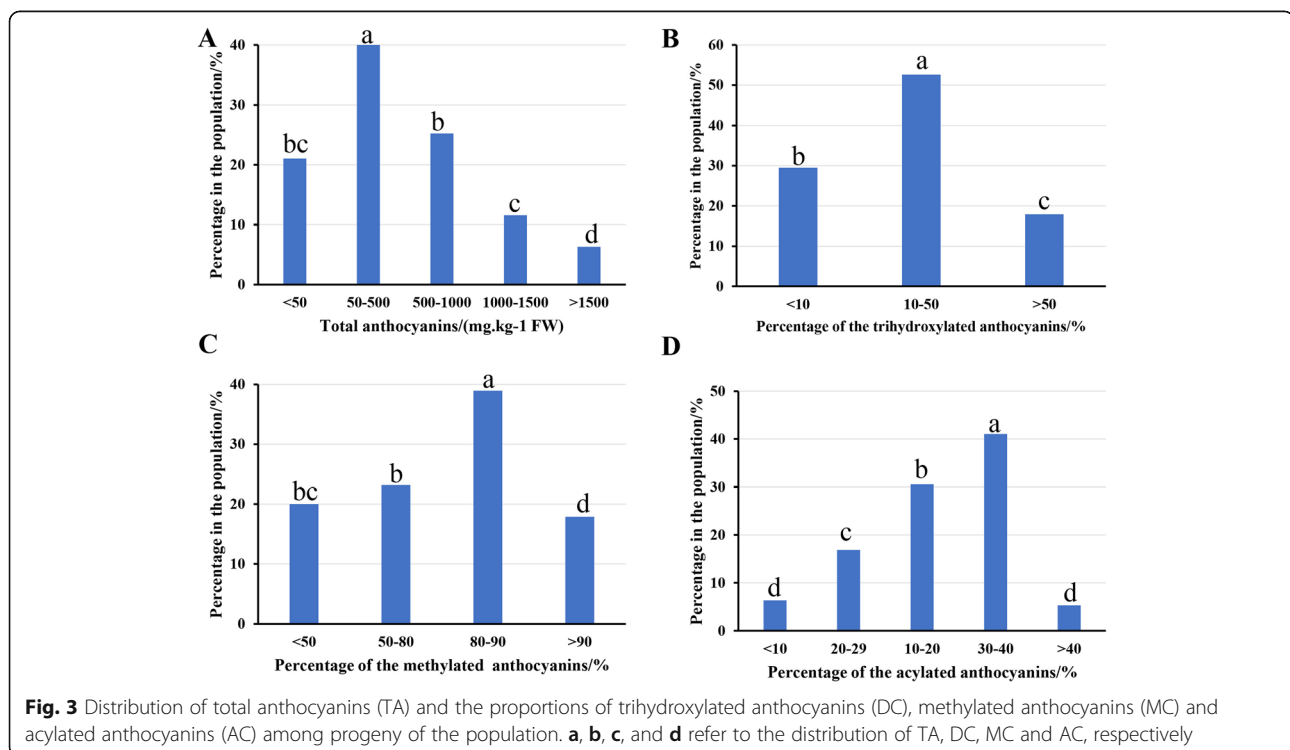 A
Percentage in the population/%
40
30
20
10
0
bc
a
b
c
d
<50
50-500
500-1000
1000-1500
>1500
Total anthocyanins/(mg.kg-1 FW)
B
Percentage in the population/%
60
50
40
30
20
10
0
b
a
c
<10
10-50
>50
Percentage of the trihydroxylated anthocyanins/%
C
Percentage in the population/%
40
30
20
10
0
bc
b
a
d
<50
50-80
80-90
>90
Percentage of the methylated anthocyanins/%
D
Percentage in the population/%
50
40
30
20
10
0
d
c
b
a
d
<10
20-29
10-20
30-40
>40
Percentage of the acylated anthocyanins/%
Fig. 3 Distribution of total anthocyanins (TA) and the proportions of trihydroxylated anthocyanins (DC), methylated anthocyanins (MC) and
acylated anthocyanins (AC) among progeny of the population. a, b, c, and d refer to the distribution of TA, DC, MC and AC, respectively